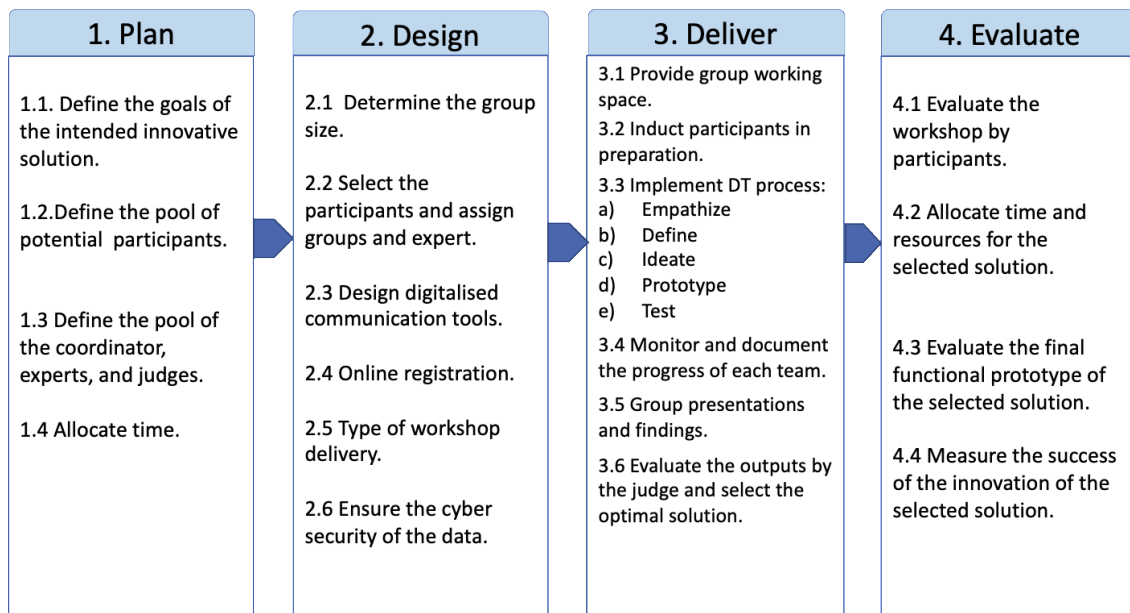 1. Plan
1.1. Define the goals of
the intended innovative
solution.
1.2.Define the pool of
potential  participants.
1.3 Define the pool of
the coordinator,
experts, and judges.
1.4 Allocate time.
2. Design
2.1  Determine the group
size.
2.2 Select the
participants and assign
groups and expert.
2.3 Design digitalised
communication tools.
2.4 Online registration.
2.5 Type of workshop
delivery.
2.6 Ensure the cyber
security of the data.
3. Deliver
3.1 Provide group working
space.
3.2 Induct participants in
preparation.
3.3 Implement DT process:
a) Empathize
b) Define
c) Ideate
d) Prototype
e) Test
3.4 Monitor and document
the progress of each team.
3.5 Group presentations
and findings.
3.6 Evaluate the outputs by
the judge and select the
optimal solution.
4. Evaluate
4.1 Evaluate the
workshop by
participants.
4.2 Allocate time and
resources for the
selected solution.
4.3 Evaluate the final
functional prototype of
the selected solution.
4.4 Measure the success
of the innovation of the
selected solution.